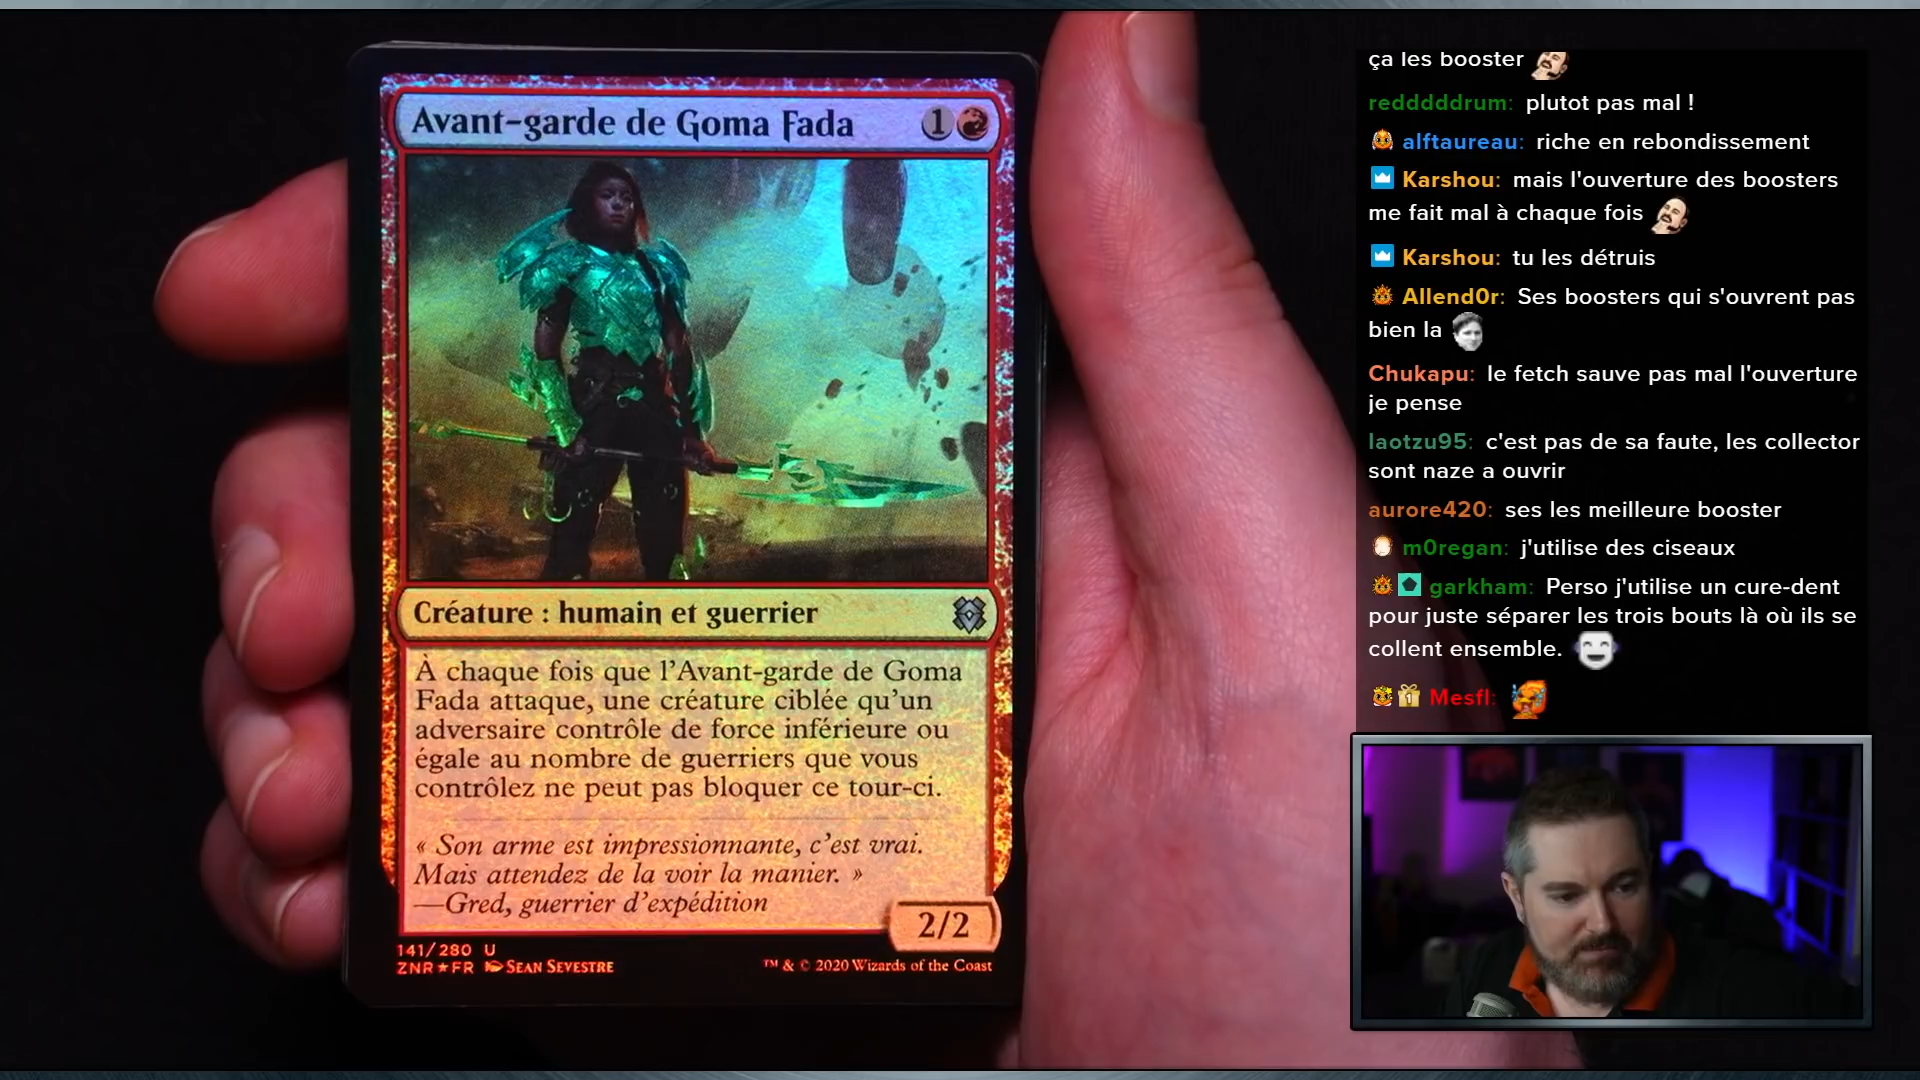 Avant-garde de Goma Fada
1
Créature : humain et guerrier
À chaque fois que l'Avant-garde de Goma
Fada attaque, une créature ciblée qu'un
adversaire contrôle de force inférieure ou
égale au nombre de guerriers que vous
contrôlez ne peut pas bloquer ce tour-ci.
« Son arme est impressionnante, c'est vrai.
Mais attendez de la voir la manier. »
—Gred, guerrier d'expédition
2/2
141/280 U
ZNR★FR SEAN SEVESTRE
™ & © 2020 Wizards of the Coast
ça les booster
redddddrum: plutot pas mal !
alftaureau: riche en rebondissement
Karshou: mais l'ouverture des boosters
me fait mal à chaque fois
Karshou: tu les détruis
Allend0r: Ses boosters qui s'ouvrent pas
bien la
Chukapu: le fetch sauve pas mal l'ouverture
je pense
laotzu95: c'est pas de sa faute, les collector
sont naze a ouvrir
aurore420: ses les meilleure booster
m0regan: j'utilise des ciseaux
garkham: Perso j'utilise un cure-dent
pour juste séparer les trois bouts là où ils se
collent ensemble.
1
Mesfl: